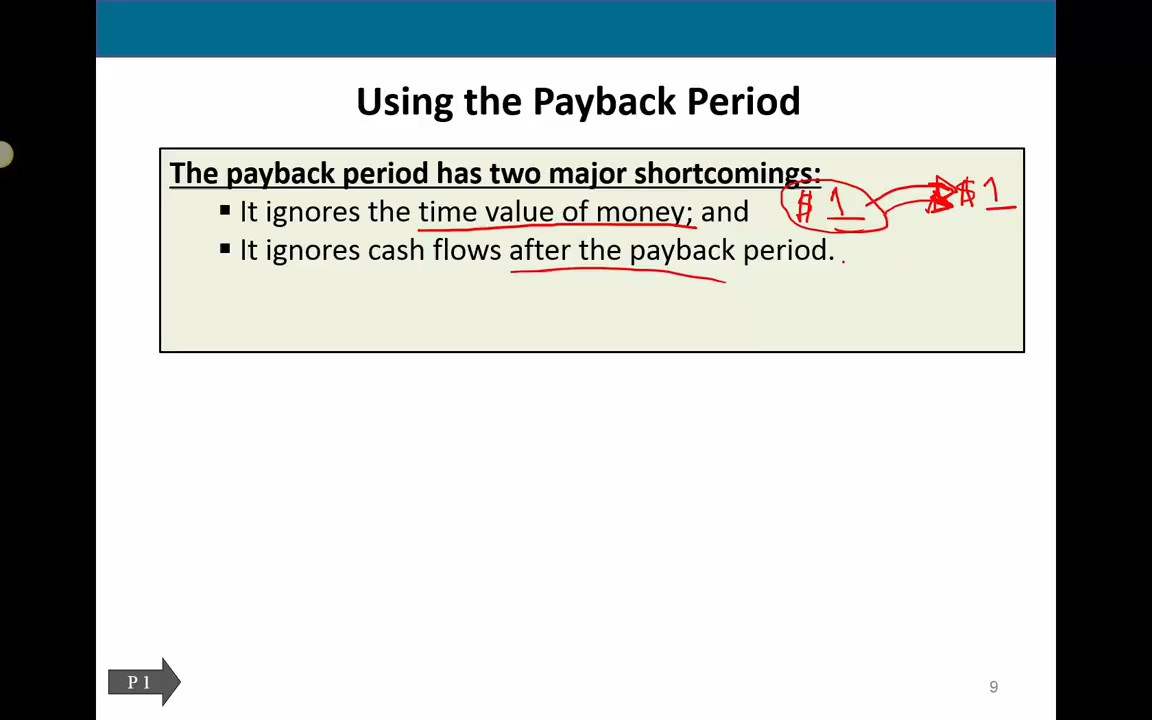 Using the Payback Period
The payback period has two major shortcomings:
▪ It ignores the time value of money; and
$ 1 $ 1
▪ It ignores cash flows after the payback period.
P 1
9